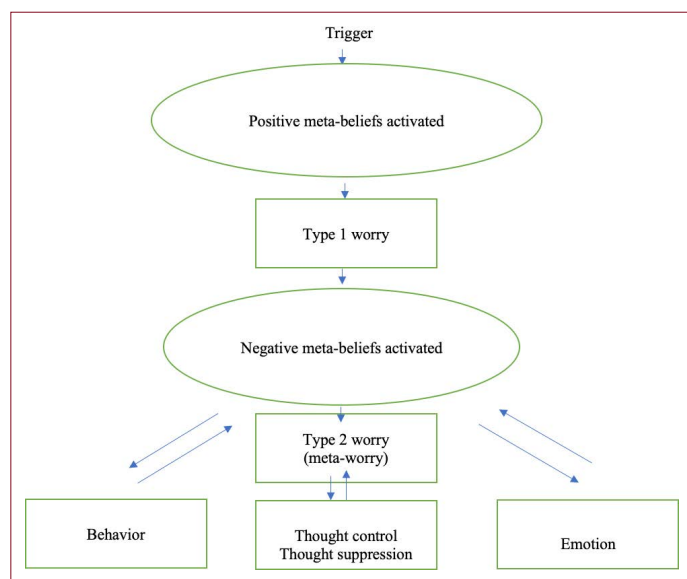 Trigger
Positive meta-beliefs activated
Type 1 worry
Negative meta-beliefs activated
Type 2 worry
(meta-worry)
Behavior
Thought control
Thought suppression
Emotion